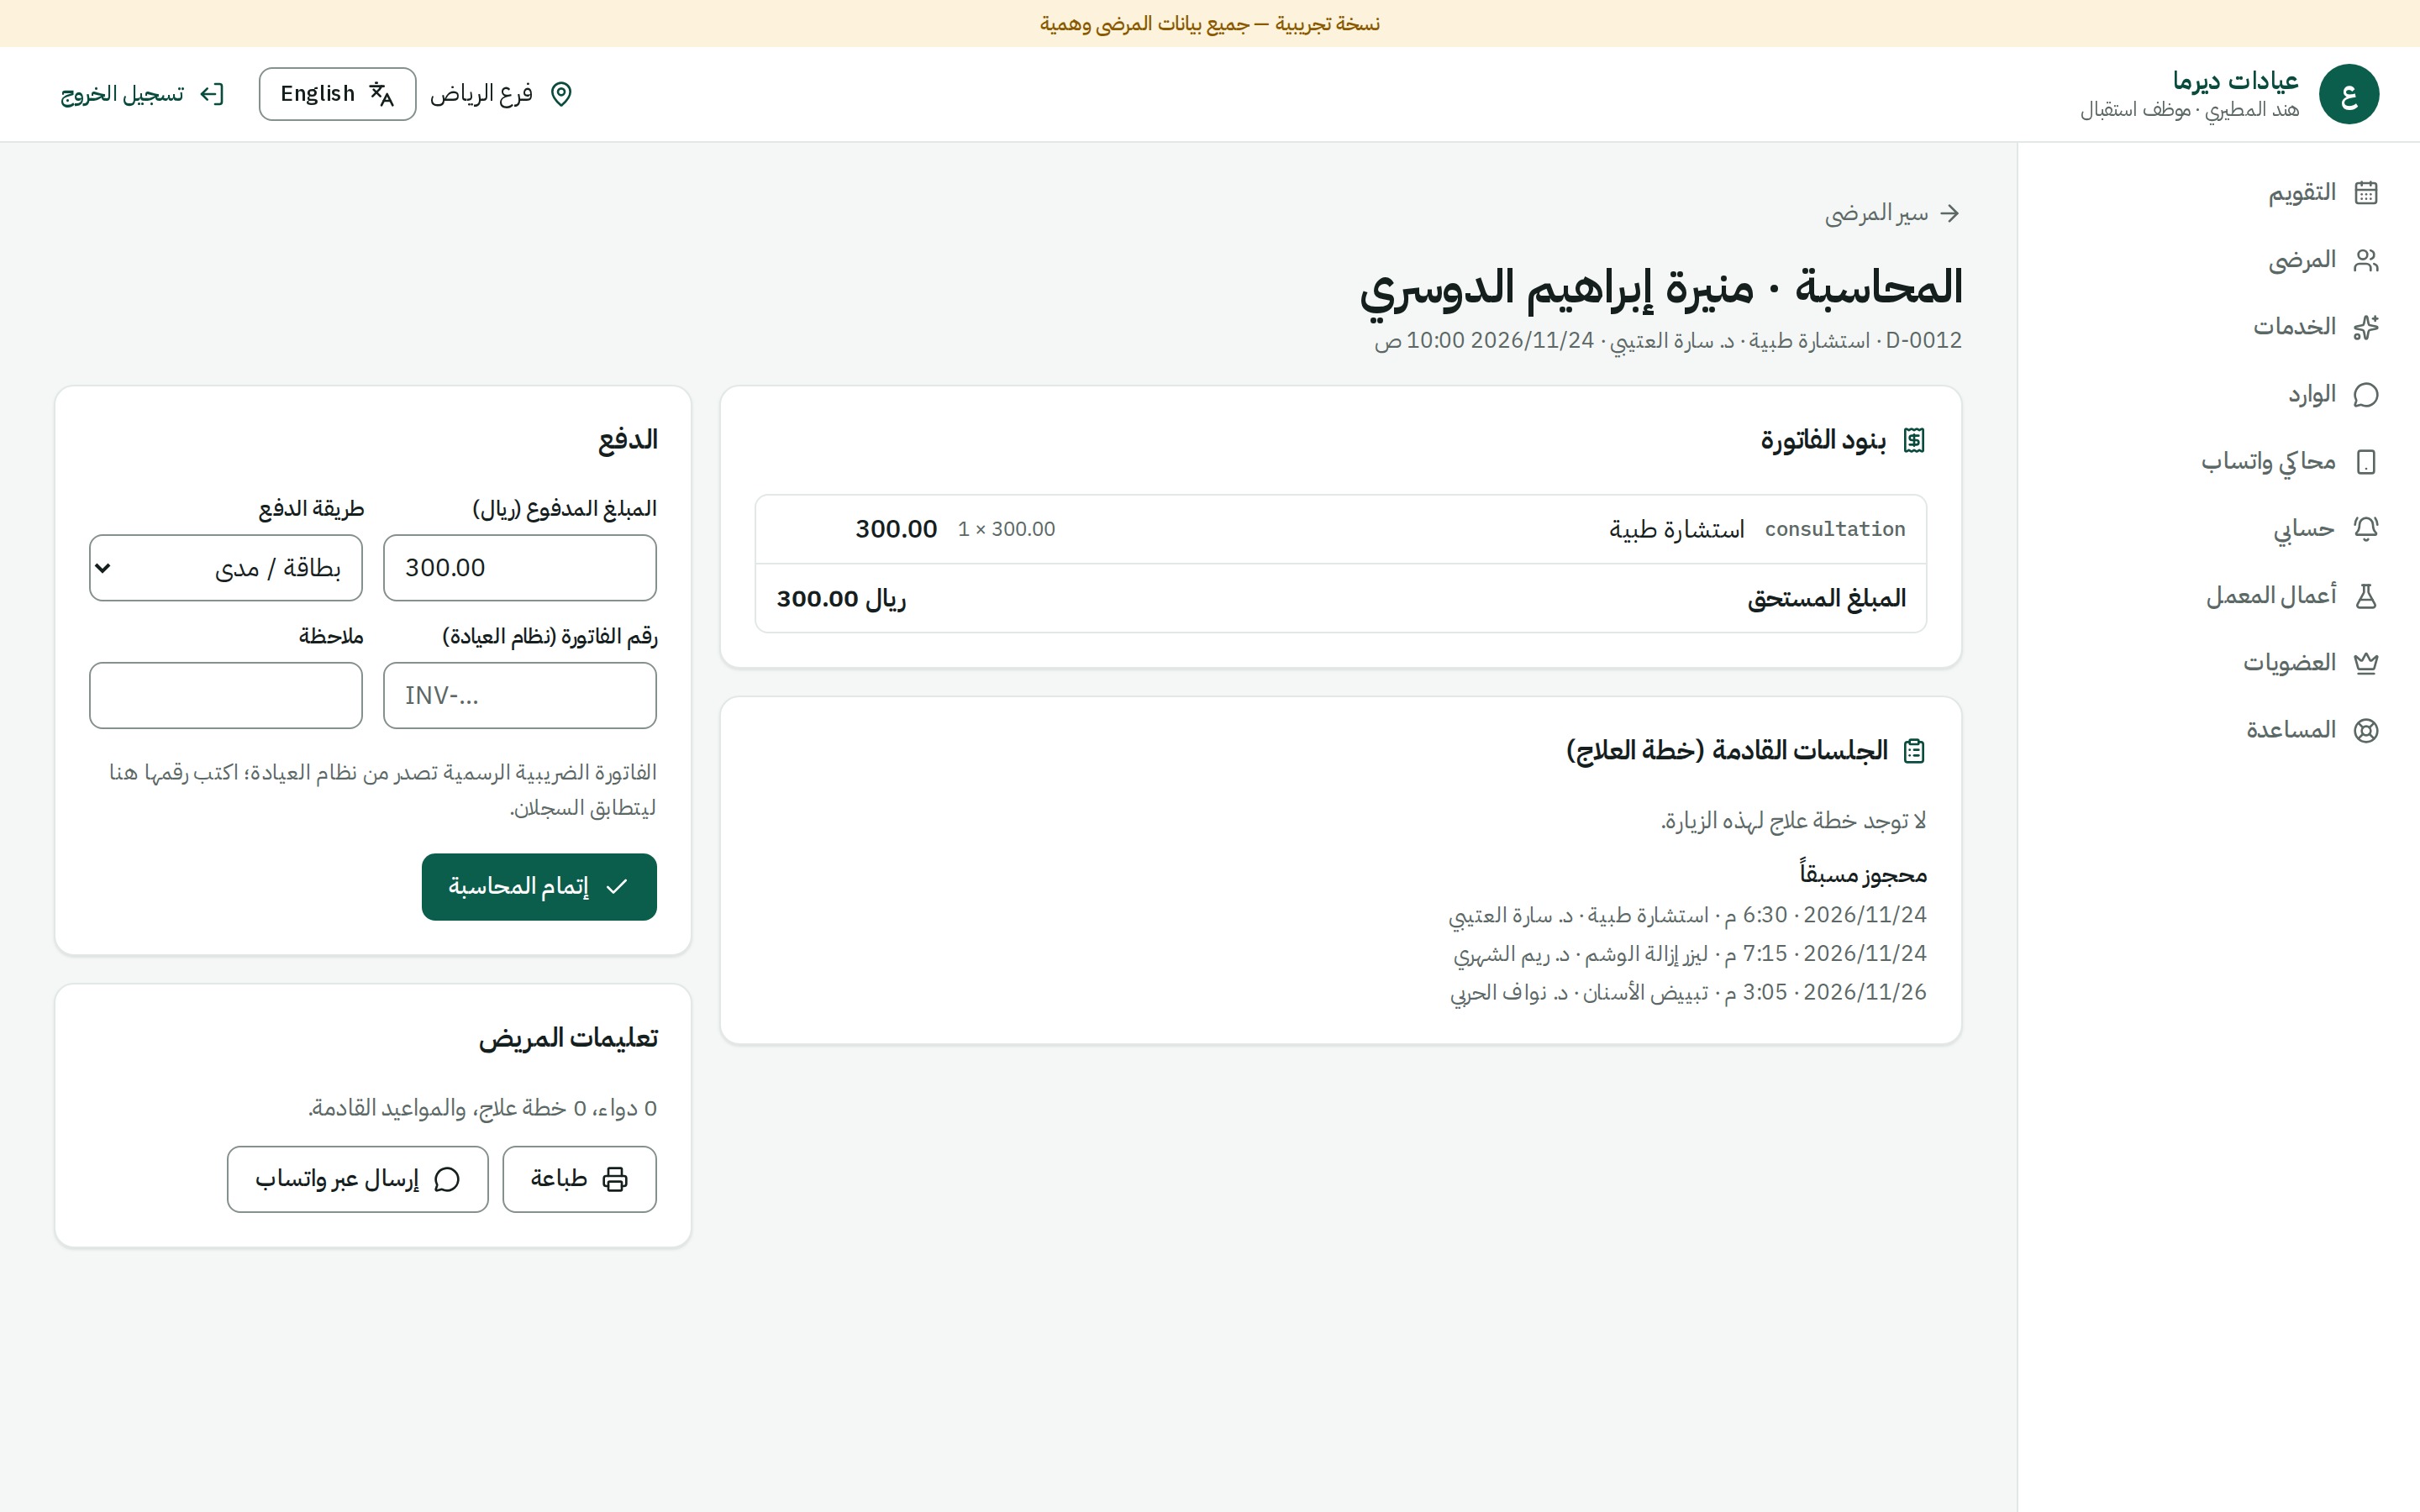 نسخة تجريبية — جميع بيانات المرضى وهمية
ع
عيادات ديرما
هند المطيري · موظف استقبال
فرع الرياض
English
تسجيل الخروج
التقويم
المرضى
الخدمات
الوارد
محاكي واتساب
حسابي
أعمال المعمل
العضويات
المساعدة
سير المرضى
المحاسبة · منيرة إبراهيم الدوسري
D-0012 · استشارة طبية · د. سارة العتيبي · 2026/11/24 10:00 ص
بنود الفاتورة
consultation استشارة طبية 1 × 300.00 300.00
المبلغ المستحق 300.00 ريال
الجلسات القادمة (خطة العلاج)
لا توجد خطة علاج لهذه الزيارة.
محجوز مسبقاً
2026/11/24 · 6:30 م · استشارة طبية · د. سارة العتيبي
2026/11/24 · 7:15 م · ليزر إزالة الوشم · د. ريم الشهري
2026/11/26 · 3:05 م · تبييض الأسنان · د. نواف الحربي
الدفع
المبلغ المدفوع (ريال) طريقة الدفع
300.00 بطاقة / مدى
رقم الفاتورة (نظام العيادة) ملاحظة
INV-...
الفاتورة الضريبية الرسمية تصدر من نظام العيادة؛ اكتب رقمها هنا
ليتطابق السجلان.
إتمام المحاسبة
تعليمات المريض
0 دواء، 0 خطة علاج، والمواعيد القادمة.
طباعة
إرسال عبر واتساب